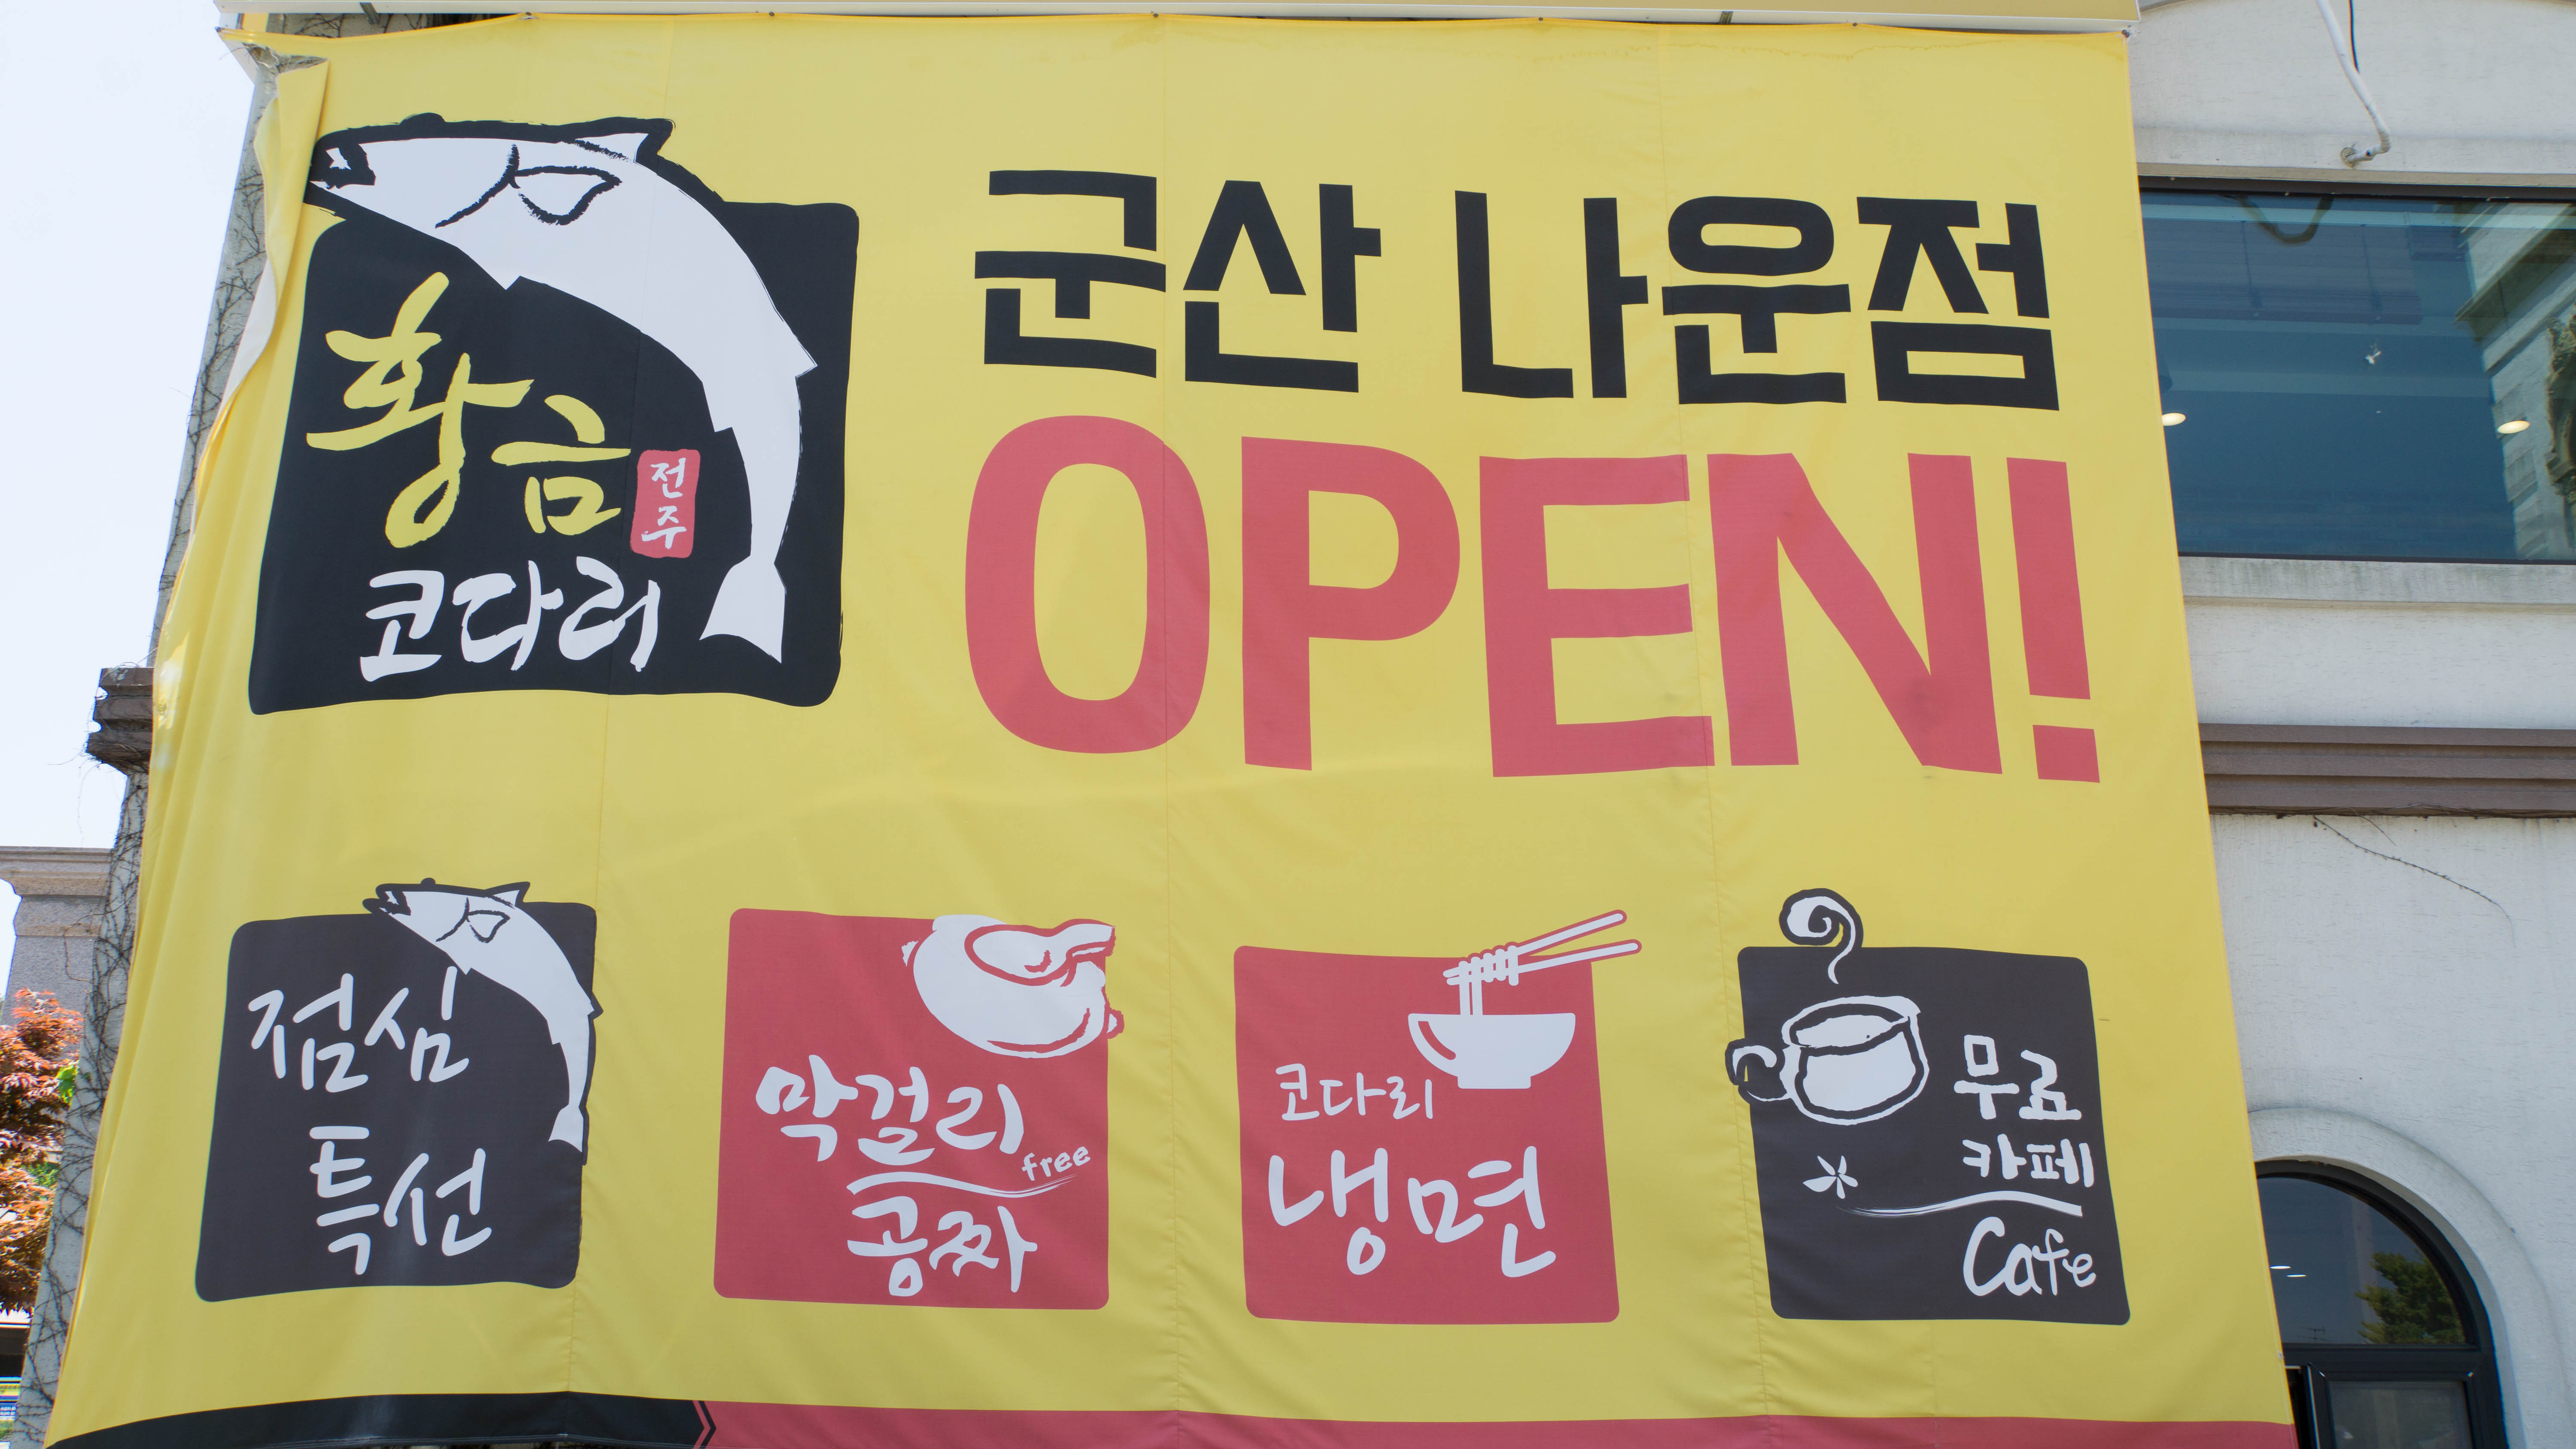 황금
전주
코다리
군산 나운점
OPEN!
점심
특선
막걸리
free
공짜
코다리
냉면
무료
카페
Cafe